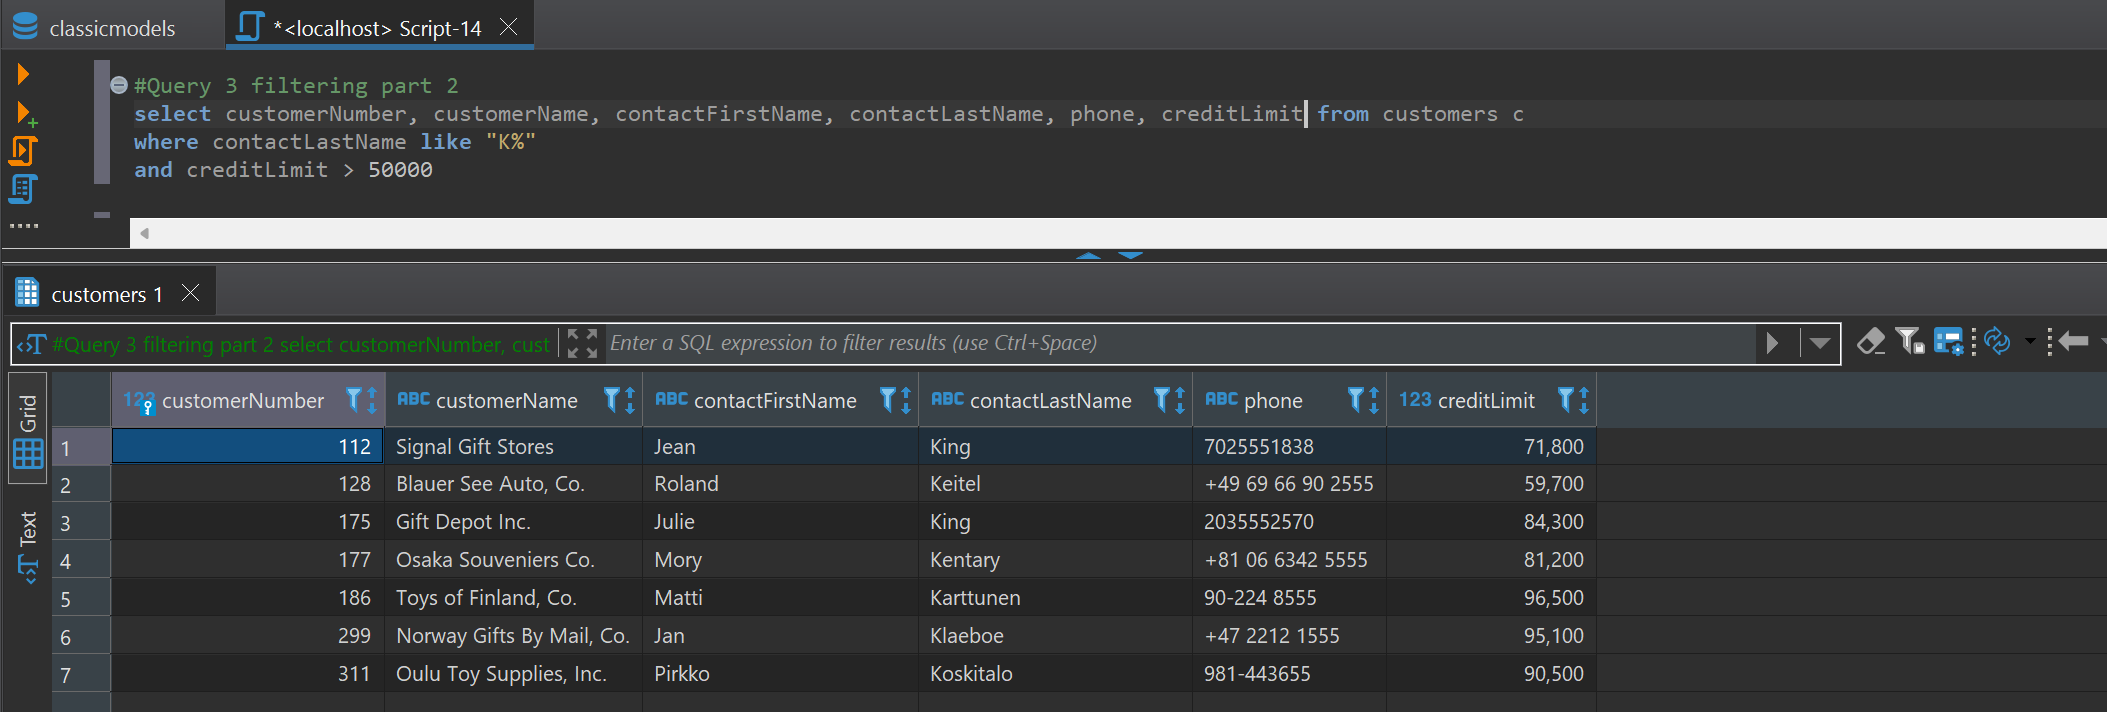 classicmodels
*<localhost> Script-14
#Query 3 filtering part 2
select customerNumber, customerName, contactFirstName, contactLastName, phone, creditLimit from customers c
where contactLastName like "K%"
and creditLimit > 50000
customers 1
#Query 3 filtering part 2 select customerNumber, cust Enter a SQL expression to filter results (use Ctrl+Space)
Grid
Text
123 customerNumber ABC customerName ABC contactFirstName ABC contactLastName ABC phone 123 creditLimit
1 112 Signal Gift Stores Jean King 7025551838 71,800
2 128 Blauer See Auto, Co. Roland Keitel +49 69 66 90 2555 59,700
3 175 Gift Depot Inc. Julie King 2035552570 84,300
4 177 Osaka Souveniers Co. Mory Kentary +81 06 6342 5555 81,200
5 186 Toys of Finland, Co. Matti Karttunen 90-224 8555 96,500
6 299 Norway Gifts By Mail, Co. Jan Klaeboe +47 2212 1555 95,100
7 311 Oulu Toy Supplies, Inc. Pirkko Koskitalo 981-443655 90,500